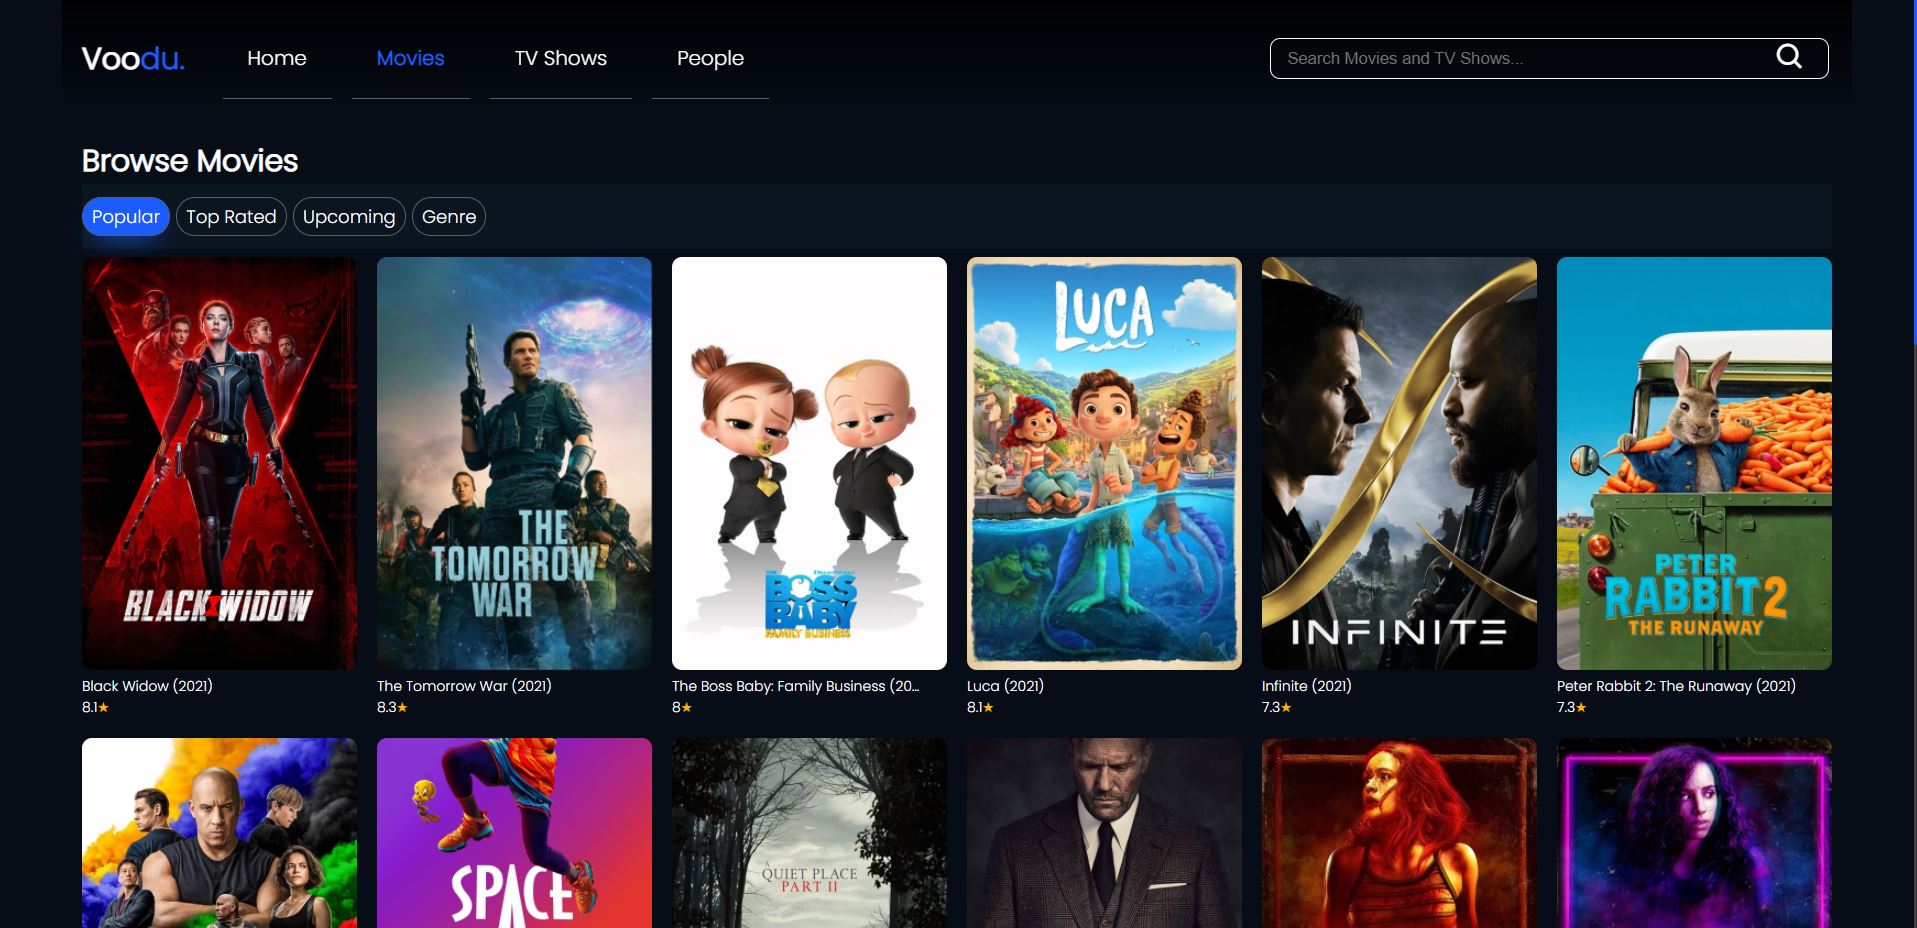 Voodu.
Home
Movies
TV Shows
People
Search Movies and TV Shows...
Browse Movies
Popular
Top Rated
Upcoming
Genre
BLACK WIDOW
THE
TOMORROW
WAR
THE
BOSS
BABY
FAMILY BUSINESS
LUCA
INFINITE
PETER
RABBIT 2
THE RUNAWAY
Black Widow (2021)
8.1★
The Tomorrow War (2021)
8.3★
The Boss Baby: Family Business (20...
8★
Luca (2021)
8.1★
Infinite (2021)
7.3★
Peter Rabbit 2: The Runaway (2021)
7.3★
SPACE
A
QUIET PLACE
PART II